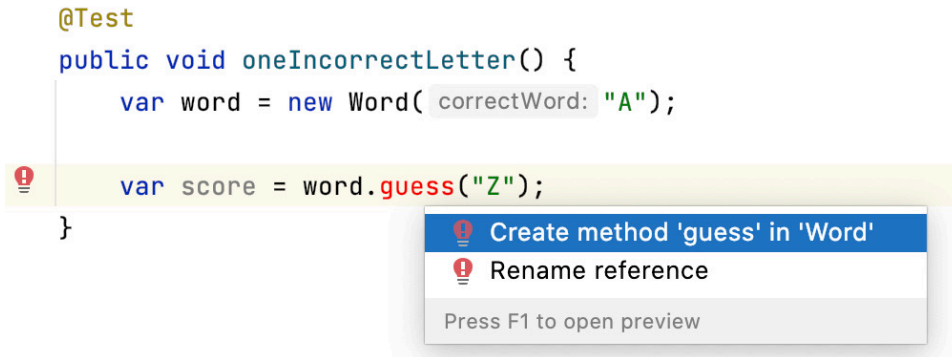 @Test
public void oneIncorrectLetter() {
var word = new Word( correctWord: "A");
var score = word.guess("Z");
}
Create method 'guess' in 'Word'
Rename reference
Press F1 to open preview